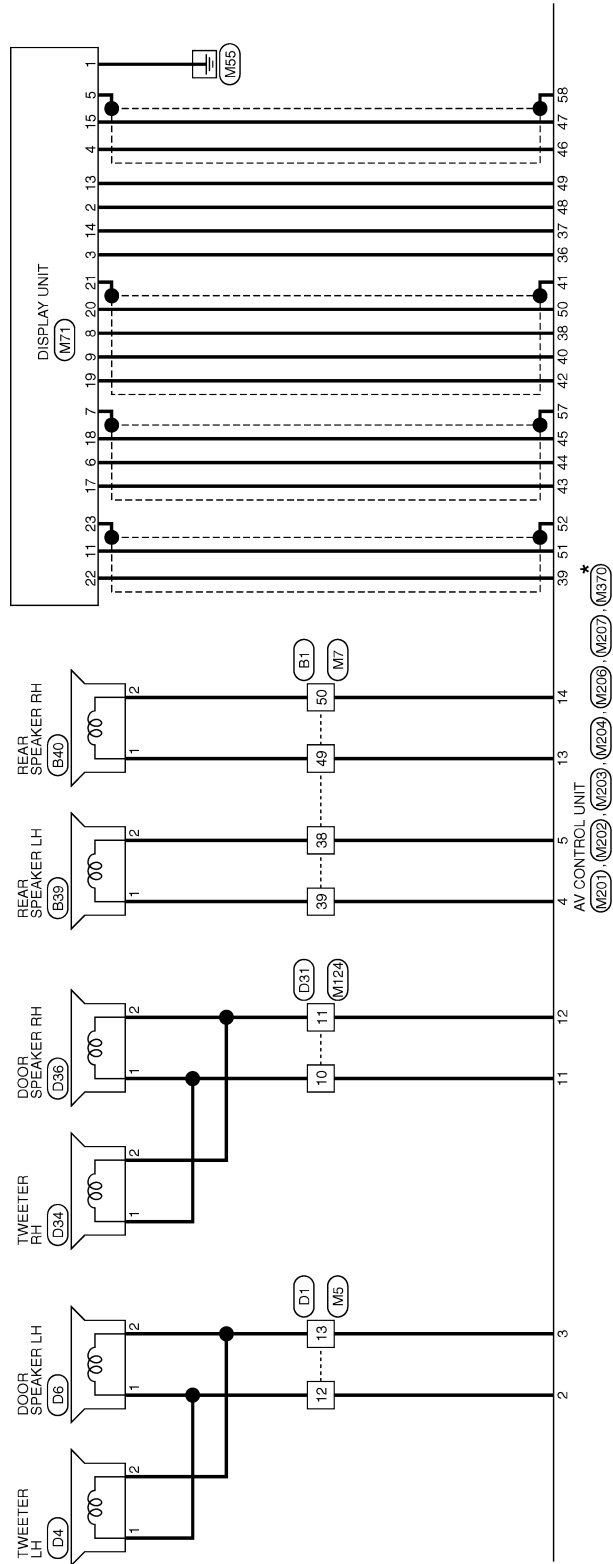 TWEETER
LH
D4
1 2
DOOR
SPEAKER LH
D6
1 2
TWEETER
RH
D34
1 2
DOOR
SPEAKER RH
D36
1 2
REAR
SPEAKER LH
B39
1 2
REAR
SPEAKER RH
B40
1 2
DISPLAY UNIT
M71
22 11 23 17 6 18 7 19 9 8 20 21 3 14 2 13 4 15 5 1
M55
12 13
D1
M5
10 11
D31
M124
39 38 49 50
B1
M7
2 3 11 12 4 5 13 14 39 51 52 43 44 45 57 42 40 38 50 41 36 37 48 49 46 47 58
AV CONTROL UNIT
M201 , M202 , M203 , M204 , M206 , M207 , M370 *